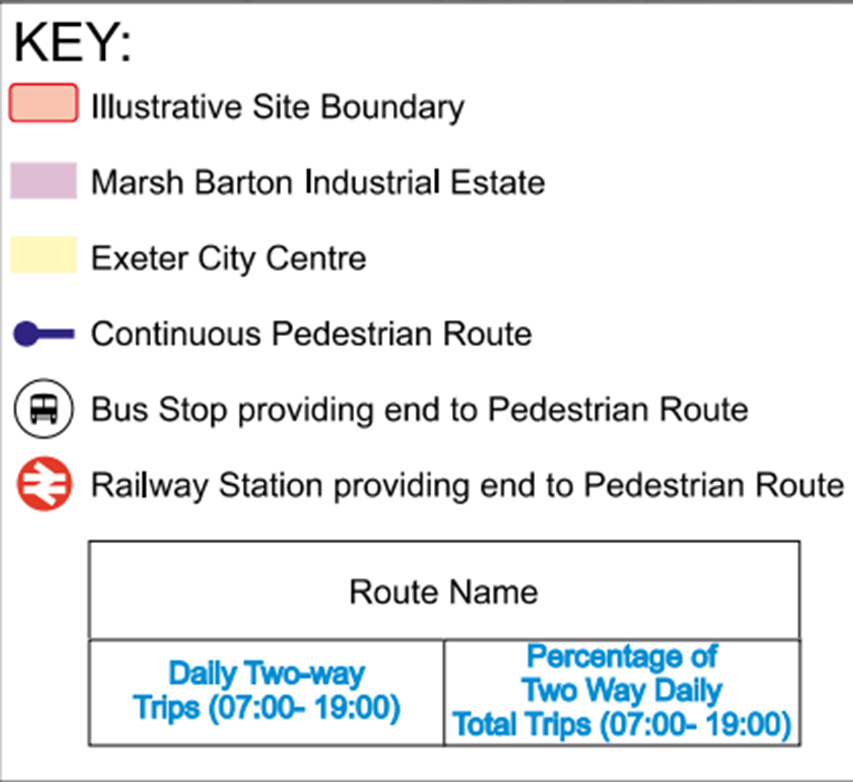 KEY:
Illustrative Site Boundary
Marsh Barton Industrial Estate
Exeter City Centre
Continuous Pedestrian Route
Bus Stop providing end to Pedestrian Route
Railway Station providing end to Pedestrian Route
Route Name
Daily Two-way
Trips (07:00- 19:00)
Percentage of
Two Way Daily
Total Trips (07:00- 19:00)